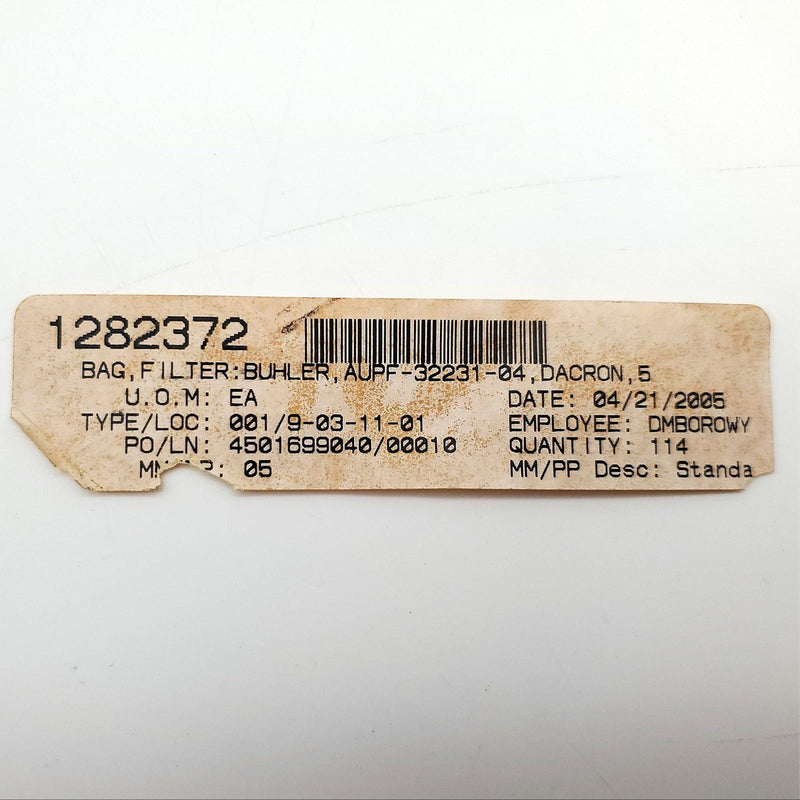 1282372
BAG,FILTER:BUHLER,AUPF-32231-04,DACRON,5
U.O.M: EA DATE: 04/21/2005
TYPE/LOC: 001/9-03-11-01 EMPLOYEE: DMBOROWY
PO/LN: 4501699040/00010 QUANTITY: 114
05 MM/PP Desc: Standa